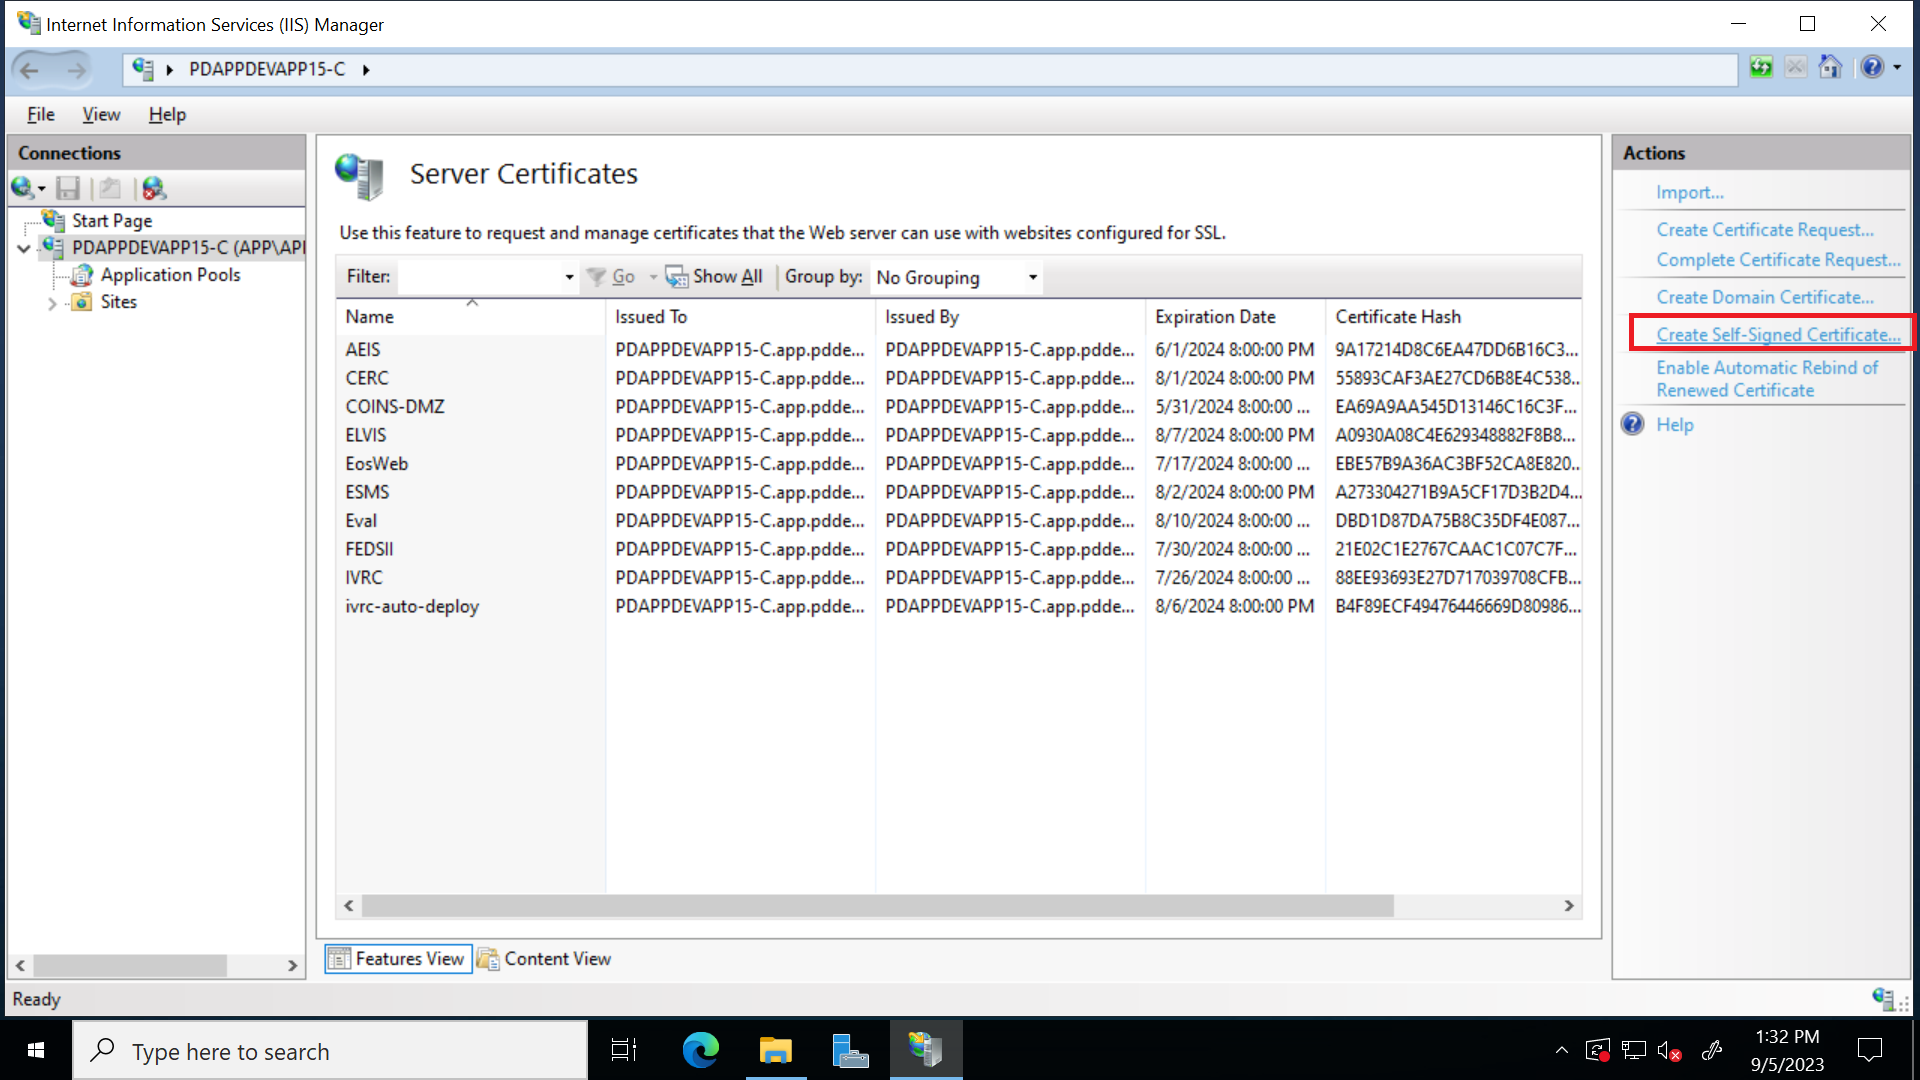 Internet Information Services (IIS) Manager
PDAPPDEVAPP15-C
File View Help
Connections
Start Page
PDAPPDEVAPP15-C (APP\API
Application Pools
Sites
Server Certificates
Use this feature to request and manage certificates that the Web server can use with websites configured for SSL.
Filter: Go Show All Group by: No Grouping
Name Issued To Issued By Expiration Date Certificate Hash
AEIS PDAPPDEVAPP15-C.app.pdde... PDAPPDEVAPP15-C.app.pdde... 6/1/2024 8:00:00 PM 9A17214D8C6EA47DD6B16C3...
CERC PDAPPDEVAPP15-C.app.pdde... PDAPPDEVAPP15-C.app.pdde... 8/1/2024 8:00:00 PM 55893CAF3AE27CD6B8E4C538...
COINS-DMZ PDAPPDEVAPP15-C.app.pdde... PDAPPDEVAPP15-C.app.pdde... 5/31/2024 8:00:00 ... EA69A9AA545D13146C16C3F...
ELVIS PDAPPDEVAPP15-C.app.pdde... PDAPPDEVAPP15-C.app.pdde... 8/7/2024 8:00:00 PM A0930A08C4E629348882F8B8...
EosWeb PDAPPDEVAPP15-C.app.pdde... PDAPPDEVAPP15-C.app.pdde... 7/17/2024 8:00:00 ... EBE57B9A36AC3BF52CA8E820...
ESMS PDAPPDEVAPP15-C.app.pdde... PDAPPDEVAPP15-C.app.pdde... 8/2/2024 8:00:00 PM A273304271B9A5CF17D3B2D4...
Eval PDAPPDEVAPP15-C.app.pdde... PDAPPDEVAPP15-C.app.pdde... 8/10/2024 8:00:00 ... DBD1D87DA75B8C35DF4E087...
FEDSII PDAPPDEVAPP15-C.app.pdde... PDAPPDEVAPP15-C.app.pdde... 7/30/2024 8:00:00 ... 21E02C1E2767CAAC1C07C7F...
IVRC PDAPPDEVAPP15-C.app.pdde... PDAPPDEVAPP15-C.app.pdde... 7/26/2024 8:00:00 ... 88EE93693E27D717039708CFB...
ivrc-auto-deploy PDAPPDEVAPP15-C.app.pdde... PDAPPDEVAPP15-C.app.pdde... 8/6/2024 8:00:00 PM B4F89ECF49476446669D80986...
Features View Content View
Actions
Import...
Create Certificate Request...
Complete Certificate Request...
Create Domain Certificate...
Create Self-Signed Certificate...
Enable Automatic Rebind of
Renewed Certificate
Help
Ready
Type here to search
1:32 PM
9/5/2023